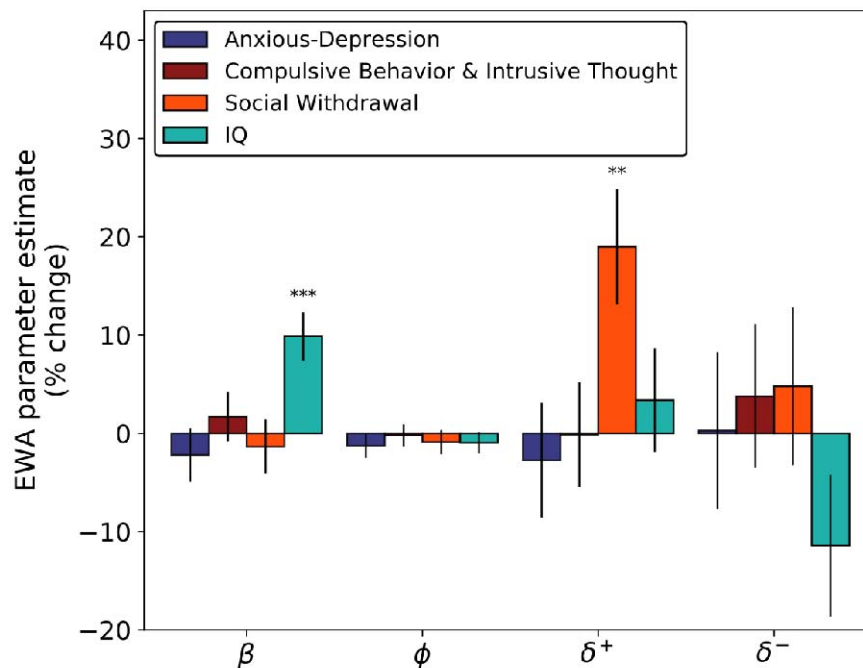 Anxious-Depression
Compulsive Behavior & Intrusive Thought
Social Withdrawal
IQ
EWA parameter estimate
(% change)
40
30
20
10
0
−10
−20
***
**
β
ϕ
δ⁺
δ⁻